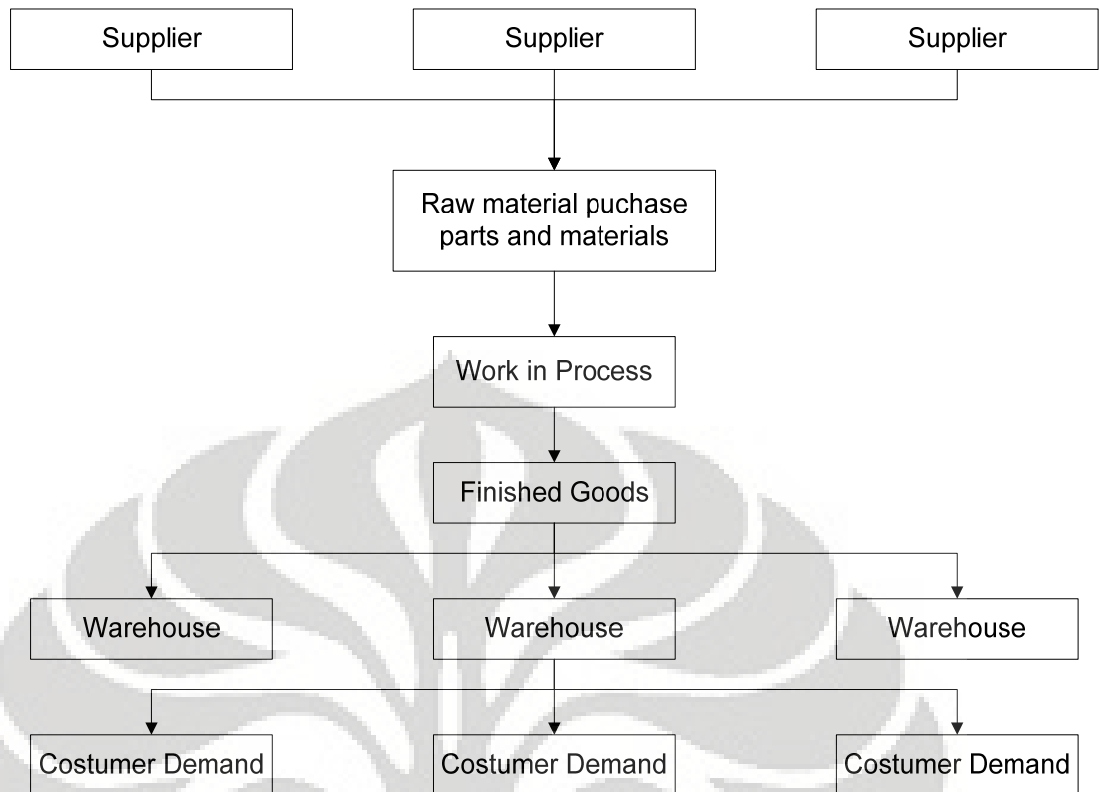 Supplier
Supplier
Supplier
Raw material puchase
parts and materials
Work in Process
Finished Goods
Warehouse
Warehouse
Warehouse
Costumer Demand
Costumer Demand
Costumer Demand